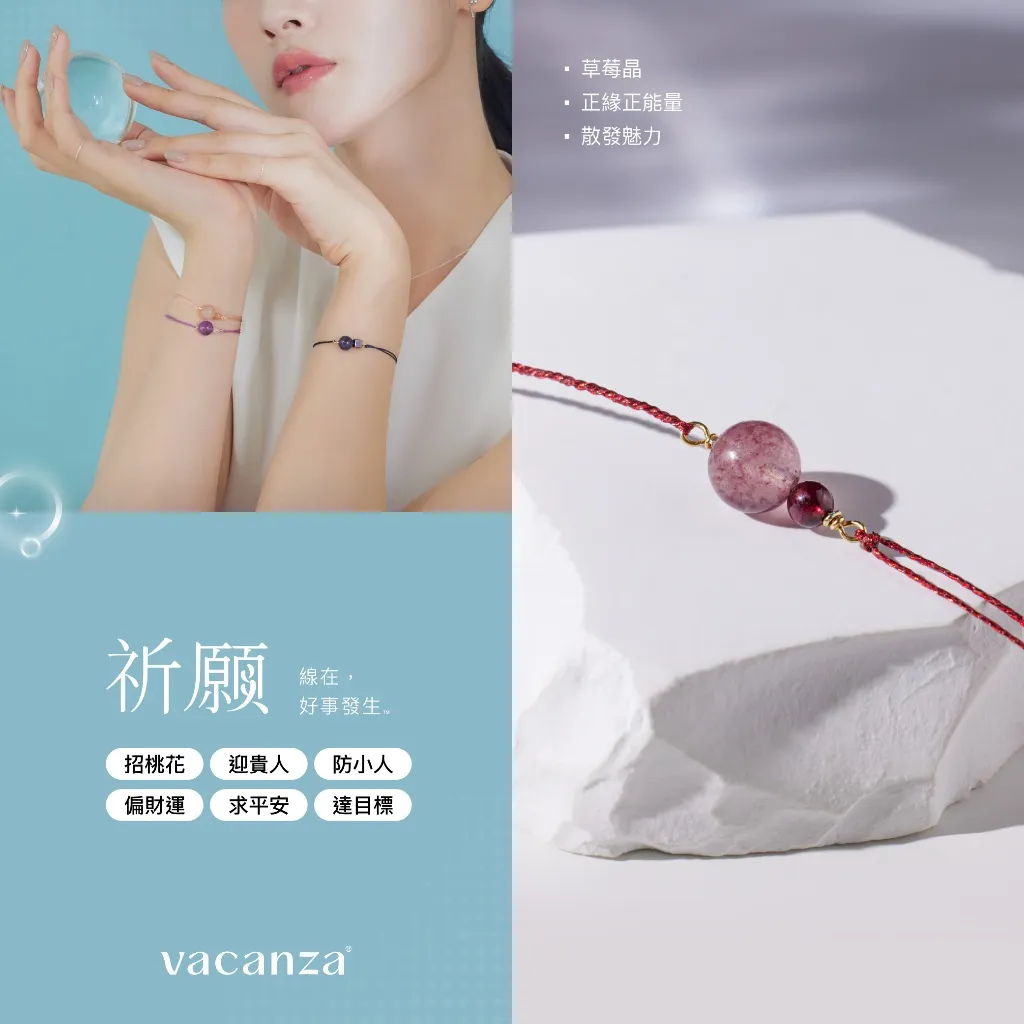 草莓晶
正緣正能量
散發魅力
祈願
線在，
好事發生™
招桃花
迎貴人
防小人
偏財運
求平安
達目標
vacanza®